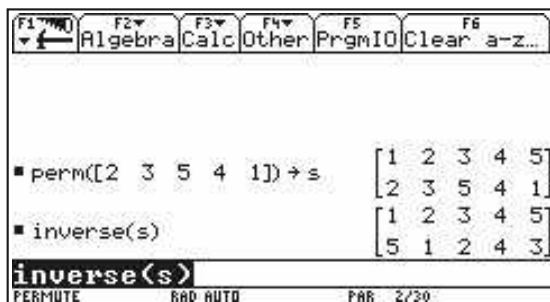 F1 F2 F3 F4 F5 F6
Algebra Calc Other PrgmIO Clear a-z…
[1 2 3 4 5]
▪ perm([2 3 5 4 1])→s [2 3 5 4 1]
[1 2 3 4 5]
▪ inverse(s) [5 1 2 4 3]
inverse(s)
PERMUTE RAD AUTO PAR 2/30